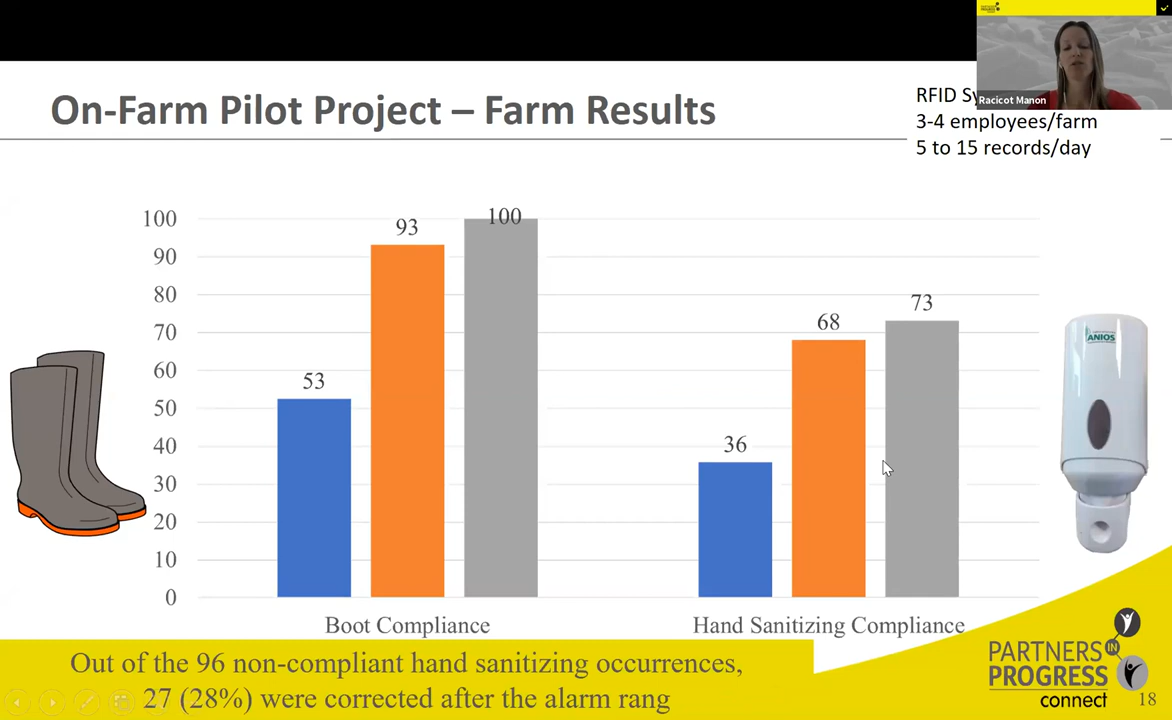 On-Farm Pilot Project – Farm Results
RFID Sy
3-4 employees/farm
5 to 15 records/day
Racicot Manon
100
90
80
70
60
50
40
30
20
10
0
53
93
100
36
68
73
Boot Compliance
Hand Sanitizing Compliance
ANIOS
Out of the 96 non-compliant hand sanitizing occurrences,
27 (28%) were corrected after the alarm rang
PARTNERS IN
PROGRESS
connect
18